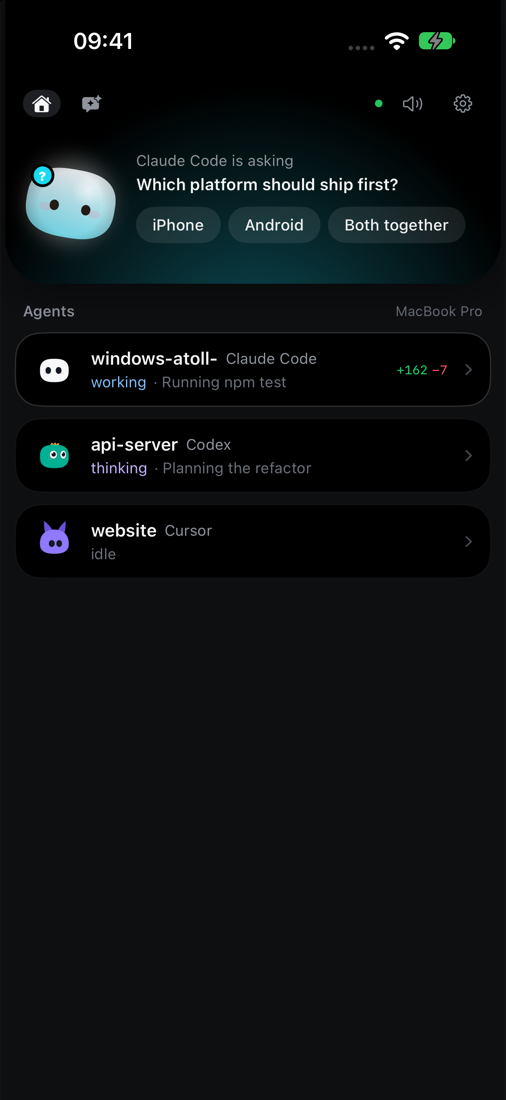 09:41
?
Claude Code is asking
Which platform should ship first?
iPhone Android Both together
Agents MacBook Pro
windows-atoll- Claude Code
working · Running npm test +162 −7
api-server Codex
thinking · Planning the refactor
website Cursor
idle